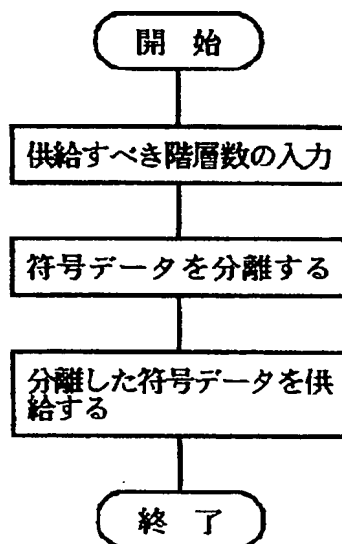 開 始
供給すべき階層数の入力
符号データを分離する
分離した符号データを供
給する
終 了